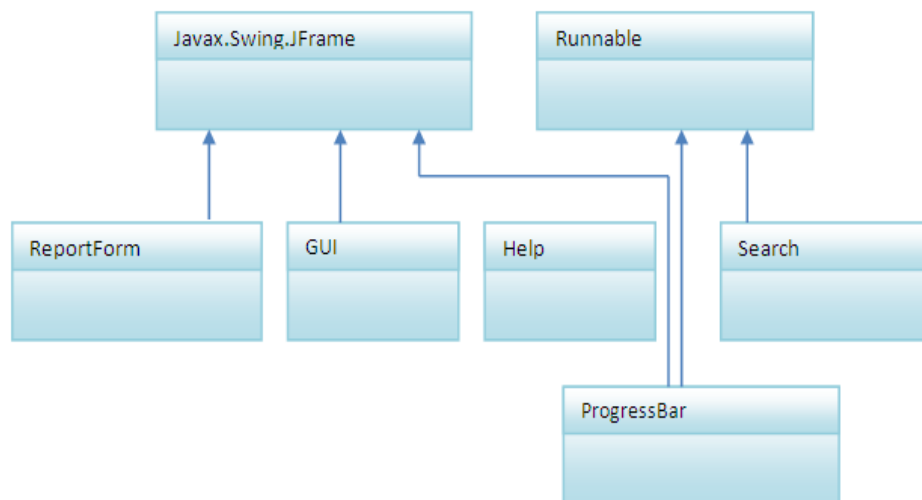 Javax.Swing.JFrame
Runnable
ReportForm
GUI
Help
Search
ProgressBar